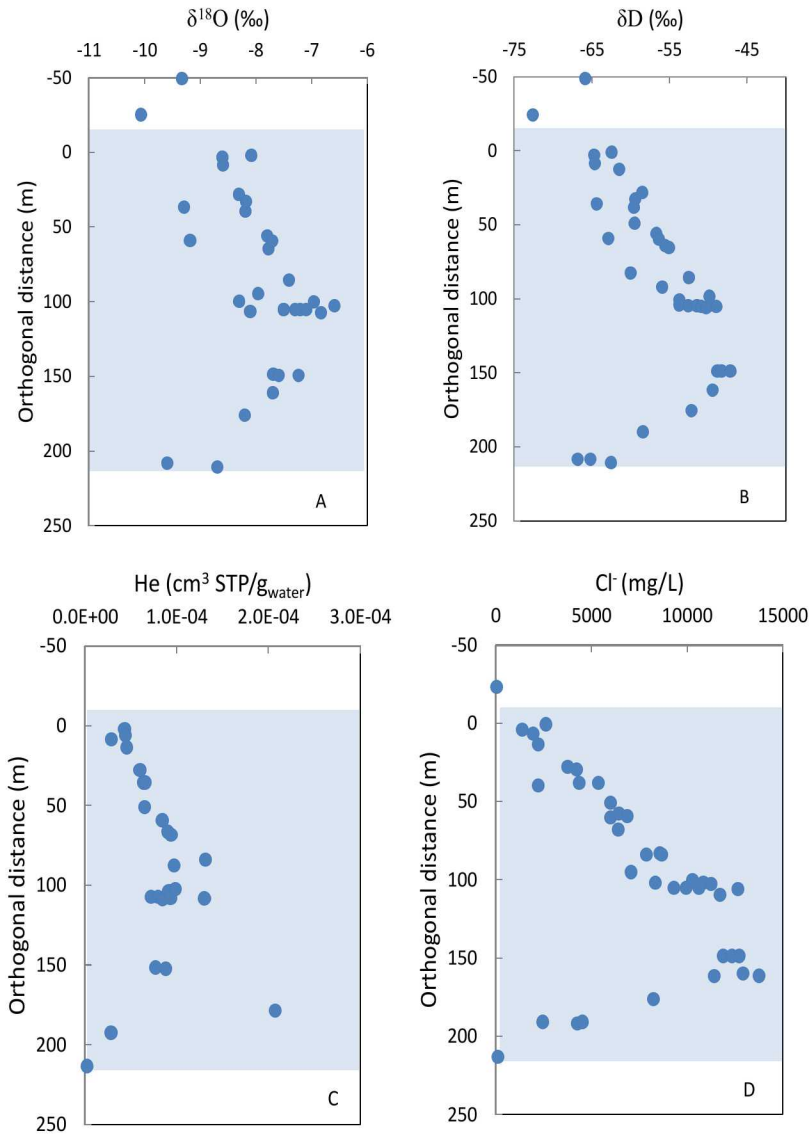 δ¹⁸O (‰)
-11 -10 -9 -8 -7 -6
-50
0
50
100
150
200
250
Orthogonal distance (m)
A
δD (‰)
-75 -65 -55 -45
-50
0
50
100
150
200
250
Orthogonal distance (m)
B
He (cm³ STP/gwater)
0.0E+00 1.0E-04 2.0E-04 3.0E-04
-50
0
50
100
150
200
250
Orthogonal distance (m)
C
Cl⁻ (mg/L)
0 5000 10000 15000
-50
0
50
100
150
200
250
Orthogonal distance (m)
D